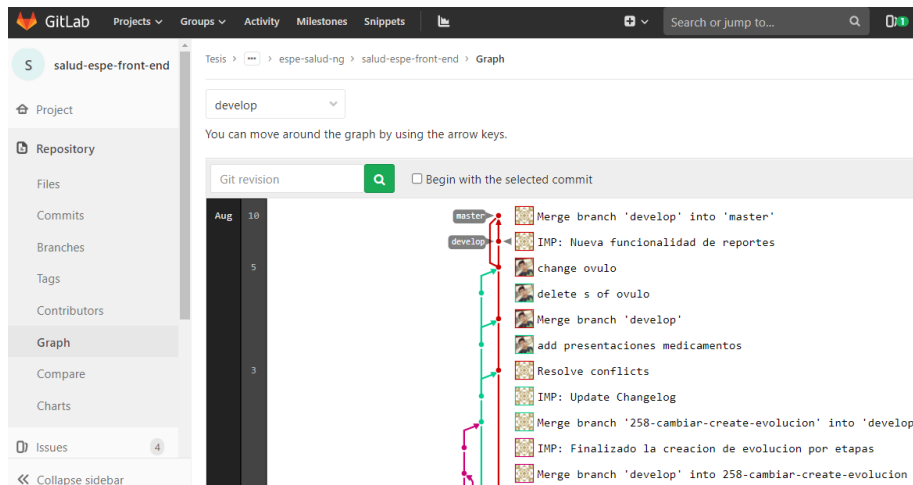 GitLab Projects Groups Activity Milestones Snippets Search or jump to... 1
S salud-espe-front-end
Project
Repository
Files
Commits
Branches
Tags
Contributors
Graph
Compare
Charts
Issues 4
Collapse sidebar
Tesis > ... > espe-salud-ng > salud-espe-front-end > Graph
develop
You can move around the graph by using the arrow keys.
Git revision Begin with the selected commit
Aug 10 master Merge branch 'develop' into 'master'
develop IMP: Nueva funcionalidad de reportes
5 change ovulo
delete s of ovulo
Merge branch 'develop'
add presentaciones medicamentos
3 Resolve conflicts
IMP: Update Changelog
Merge branch '258-cambiar-create-evolucion' into 'develop
IMP: Finalizado la creacion de evolucion por etapas
Merge branch 'develop' into 258-cambiar-create-evolucion